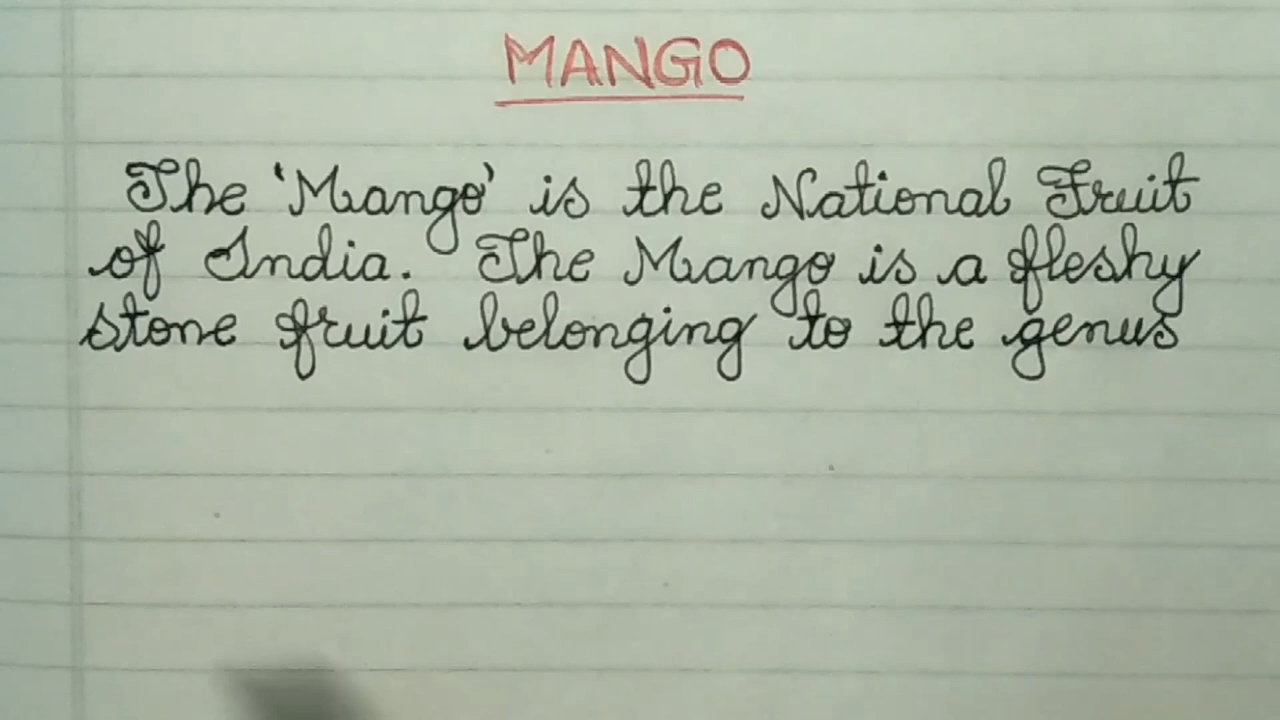 MANGO
The 'Mango' is the National Fruit
of India. The Mango is a fleshy
stone fruit belonging to the genus